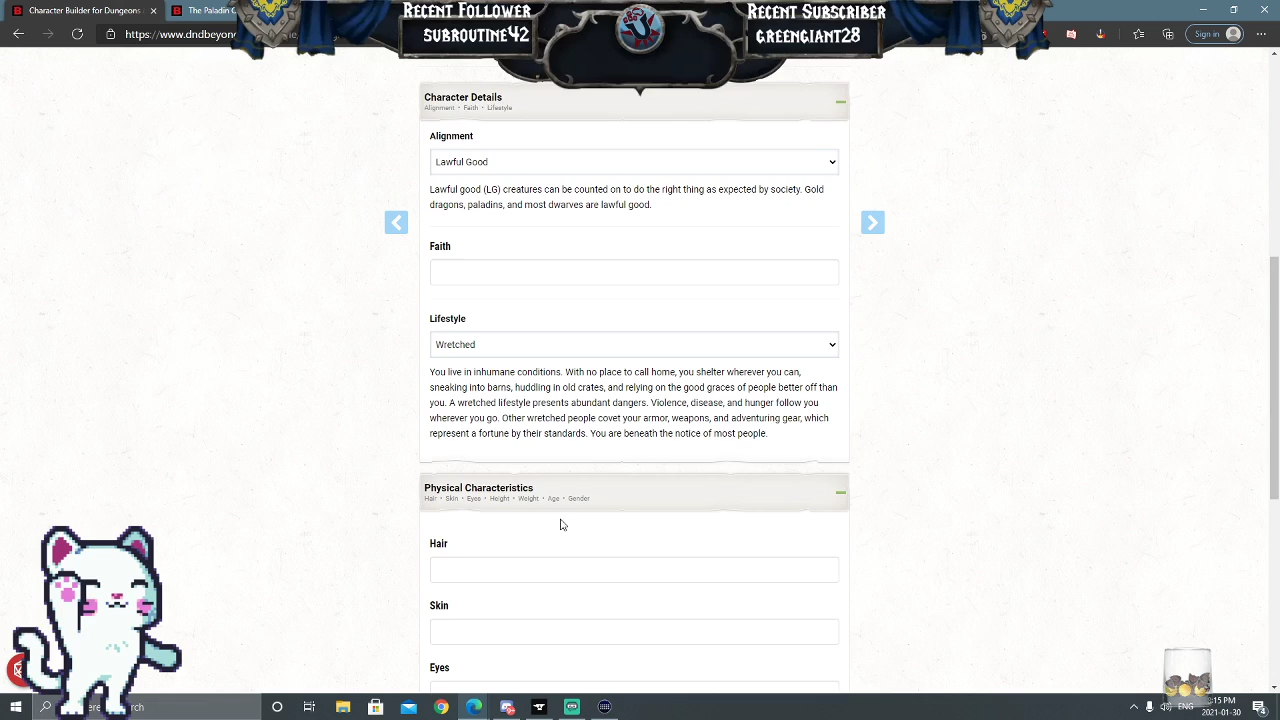 Character Builder for Dungeons
The Paladin
Recent Follower
subroutine42
Recent Subscriber
greengiant28
https://www.dndbeyon
Sign in
Character Details
Alignment • Faith • Lifestyle
Alignment
Lawful Good
Lawful good (LG) creatures can be counted on to do the right thing as expected by society. Gold
dragons, paladins, and most dwarves are lawful good.
Faith
Lifestyle
Wretched
You live in inhumane conditions. With no place to call home, you shelter wherever you can,
sneaking into barns, huddling in old crates, and relying on the good graces of people better off than
you. A wretched lifestyle presents abundant dangers. Violence, disease, and hunger follow you
wherever you go. Other wretched people covet your armor, weapons, and adventuring gear, which
represent a fortune by their standards. You are beneath the notice of most people.
Physical Characteristics
Hair • Skin • Eyes • Height • Weight • Age • Gender
Hair
Skin
Eyes
ENG
:15 PM
2021-01-30